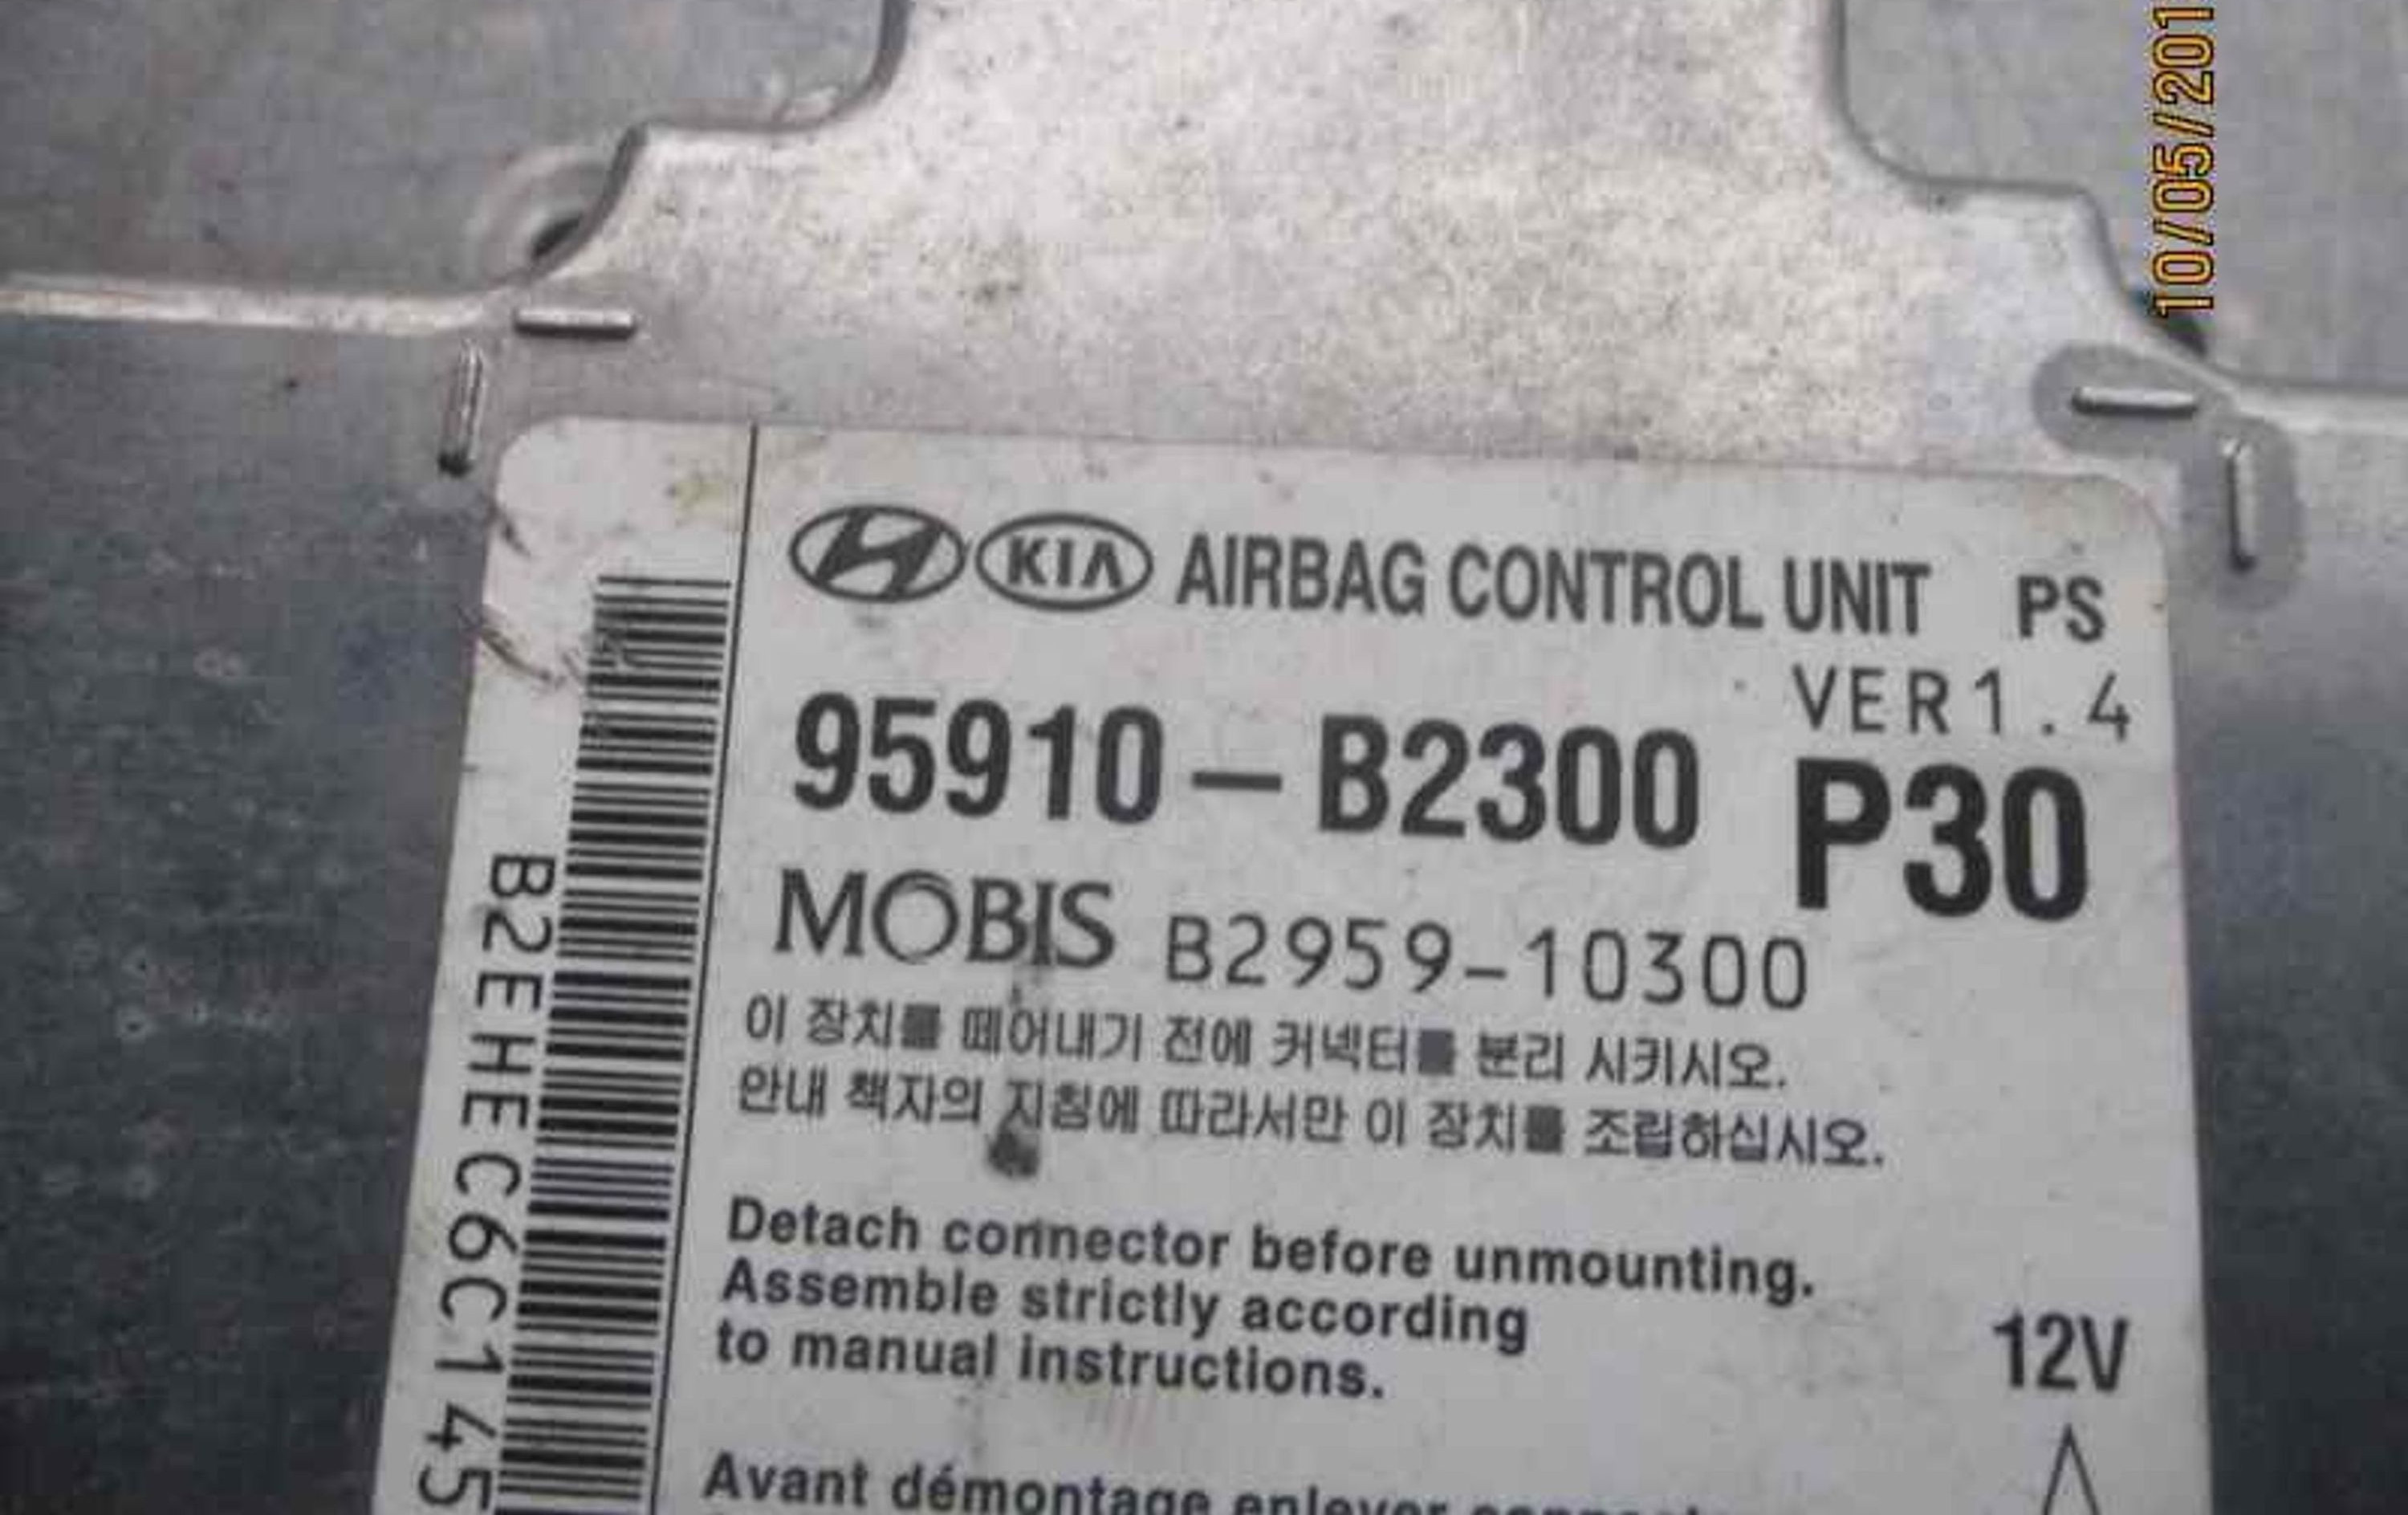 10/05/201
KIA AIRBAG CONTROL UNIT PS
VER1.4
95910-B2300 P30
MOBIS B2959-10300
이 장치를 떼어내기 전에 커넥터를 분리 시키시오.
안내 책자의 지침에 따라서만 이 장치를 조립하십시오.
Detach connector before unmounting.
Assemble strictly according
to manual instructions.
12V
Avant démontage enlever
B2EHEC6C145